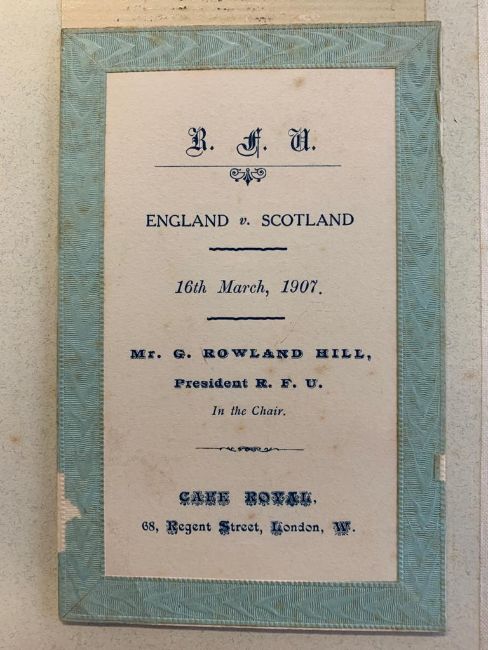 R. F. U.
ENGLAND v. SCOTLAND
16th March, 1907.
Mr. G. ROWLAND HILL,
President R. F. U.
In the Chair.
CAFE ROYAL,
68, Regent Street, London, W.